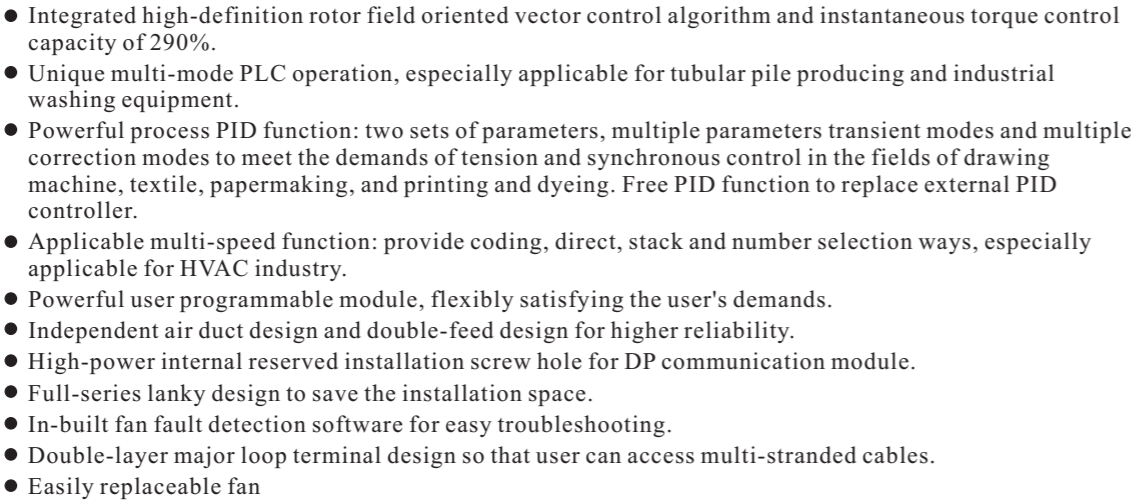 ● Integrated high-definition rotor field oriented vector control algorithm and instantaneous torque control
capacity of 290%.
● Unique multi-mode PLC operation, especially applicable for tubular pile producing and industrial
washing equipment.
● Powerful process PID function: two sets of parameters, multiple parameters transient modes and multiple
correction modes to meet the demands of tension and synchronous control in the fields of drawing
machine, textile, papermaking, and printing and dyeing. Free PID function to replace external PID
controller.
● Applicable multi-speed function: provide coding, direct, stack and number selection ways, especially
applicable for HVAC industry.
● Powerful user programmable module, flexibly satisfying the user's demands.
● Independent air duct design and double-feed design for higher reliability.
● High-power internal reserved installation screw hole for DP communication module.
● Full-series lanky design to save the installation space.
● In-built fan fault detection software for easy troubleshooting.
● Double-layer major loop terminal design so that user can access multi-stranded cables.
● Easily replaceable fan